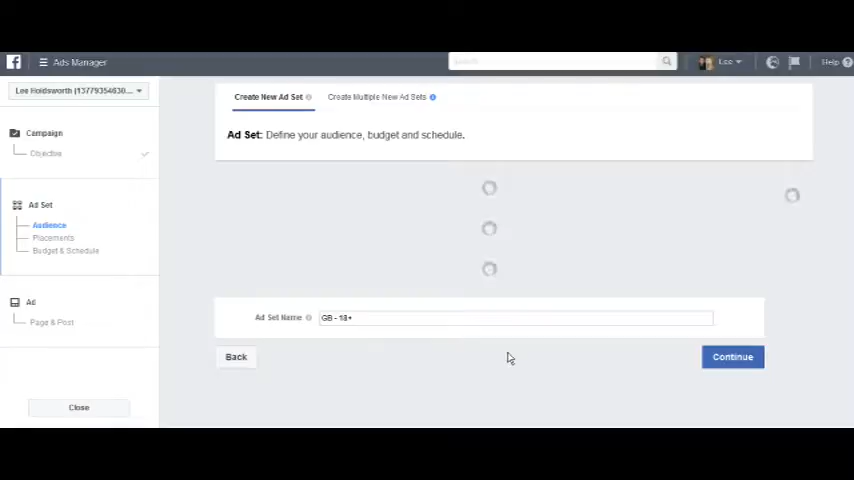 f Ads Manager Search Lee Help
Lee Holdsworth (13779354630...
Create New Ad Set Create Multiple New Ad Sets
Campaign
Objective
Ad Set: Define your audience, budget and schedule.
Ad Set
Audience
Placements
Budget & Schedule
Ad
Page & Post
Ad Set Name GB - 18+
Back Continue
Close